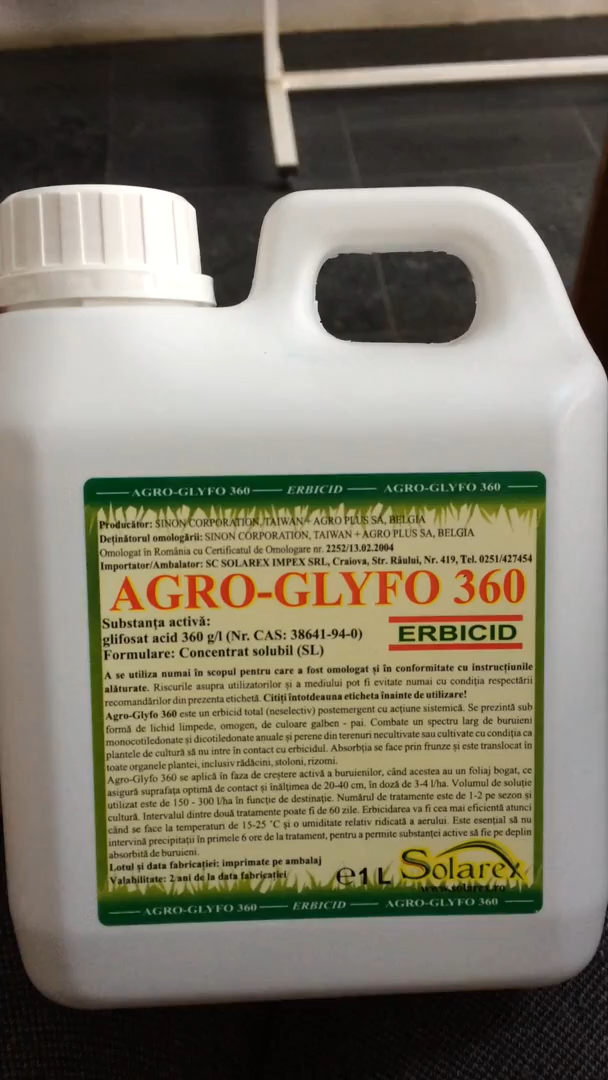 AGRO-GLYFO 360 ERBICID AGRO-GLYFO 360
Producător: SINON CORPORATION, TAIWAN + AGRO PLUS SA, BELGIA
Deținătorul omologării: SINON CORPORATION, TAIWAN + AGRO PLUS SA, BELGIA
Omologat în România cu Certificatul de Omologare nr. 2252/13.02.2004
Importator/Ambalator: SC SOLAREX IMPEX SRL, Craiova, Str. Râului, Nr. 419, Tel. 0251/427454
AGRO-GLYFO 360
Substanța activă:
glifosat acid 360 g/l (Nr. CAS: 38641-94-0)
Formulare: Concentrat solubil (SL)
ERBICID
A se utiliza numai în scopul pentru care a fost omologat și în conformitate cu instrucțiunile
alăturate. Riscurile asupra utilizatorilor și a mediului pot fi evitate numai cu condiția respectării
recomandărilor din prezenta etichetă. Citiți întotdeauna eticheta înainte de utilizare!
Agro-Glyfo 360 este un erbicid total (neselectiv) postemergent cu acțiune sistemică. Se prezintă sub
formă de lichid limpede, omogen, de culoare galben - pai. Combate un spectru larg de buruieni
monocotiledonate și dicotiledonate anuale și perene din terenuri necultivate sau cultivate cu condiția ca
plantele de cultură să nu intre în contact cu erbicidul. Absorbția se face prin frunze și este translocat în
toate organele plantei, inclusiv rădăcini, stoloni, rizomi.
Agro-Glyfo 360 se aplică în faza de creștere activă a buruienilor, când acestea au un foliaj bogat, ce
asigură suprafața optimă de contact și înălțimea de 20-40 cm, în doză de 3-4 l/ha. Volumul de soluție
utilizat este de 150 - 300 l/ha în funcție de destinație. Numărul de tratamente este de 1-2 pe sezon și
cultură. Intervalul dintre două tratamente poate fi de 60 zile. Erbicidarea va fi cea mai eficientă atunci
când se face la temperaturi de 15-25 °C și o umiditate relativ ridicată a aerului. Este esențial să nu
intervină precipitații în primele 6 ore de la tratament, pentru a permite substanței active să fie pe deplin
absorbită de buruieni.
Lotul și data fabricației: imprimate pe ambalaj
Valabilitate: 2 ani de la data fabricației
℮1 L
Solarex
www.solarex.ro
AGRO-GLYFO 360 ERBICID AGRO-GLYFO 360